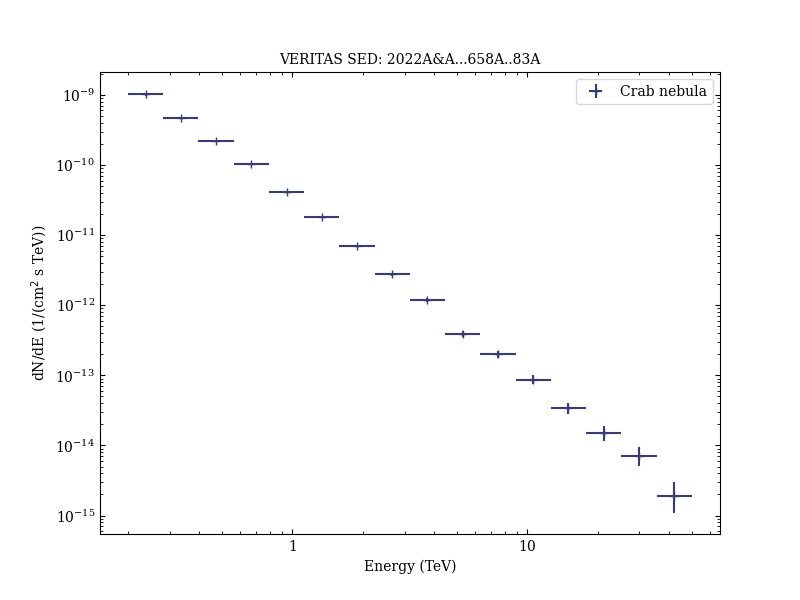 VERITAS SED: 2022A&A...658A..83A
Crab nebula
dN/dE (1/(cm² s TeV))
10⁻⁹
10⁻¹⁰
10⁻¹¹
10⁻¹²
10⁻¹³
10⁻¹⁴
10⁻¹⁵
1
10
Energy (TeV)